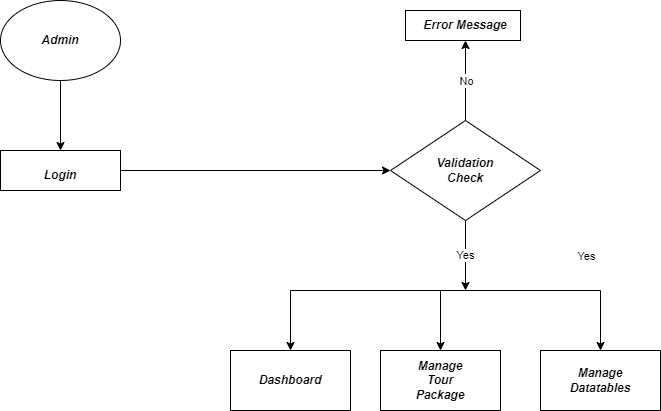 Admin
Error Message
No
Validation
Check
Login
Yes
Yes
Dashboard
Manage
Tour
Package
Manage
Datatables